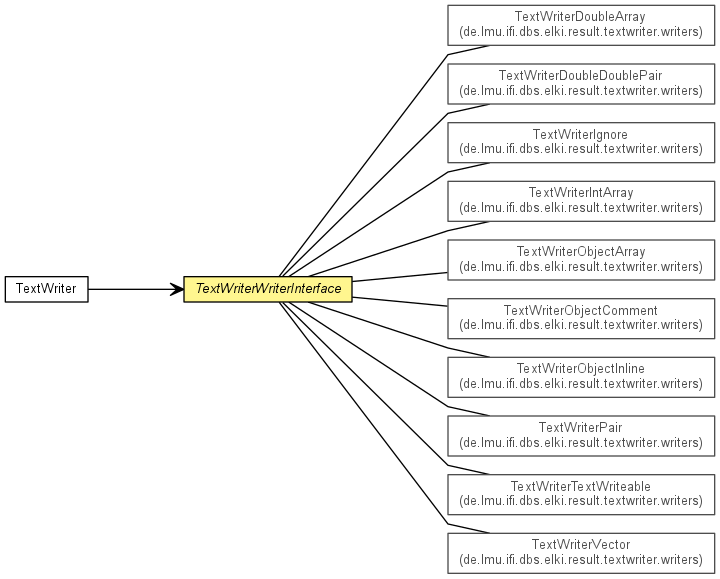 TextWriterDoubleArray
(de.lmu.ifi.dbs.elki.result.textwriter.writers)
TextWriterDoubleDoublePair
(de.lmu.ifi.dbs.elki.result.textwriter.writers)
TextWriterIgnore
(de.lmu.ifi.dbs.elki.result.textwriter.writers)
TextWriterIntArray
(de.lmu.ifi.dbs.elki.result.textwriter.writers)
TextWriterObjectArray
(de.lmu.ifi.dbs.elki.result.textwriter.writers)
TextWriter
TextWriterWriterInterface
TextWriterObjectComment
(de.lmu.ifi.dbs.elki.result.textwriter.writers)
TextWriterObjectInline
(de.lmu.ifi.dbs.elki.result.textwriter.writers)
TextWriterPair
(de.lmu.ifi.dbs.elki.result.textwriter.writers)
TextWriterTextWriteable
(de.lmu.ifi.dbs.elki.result.textwriter.writers)
TextWriterVector
(de.lmu.ifi.dbs.elki.result.textwriter.writers)